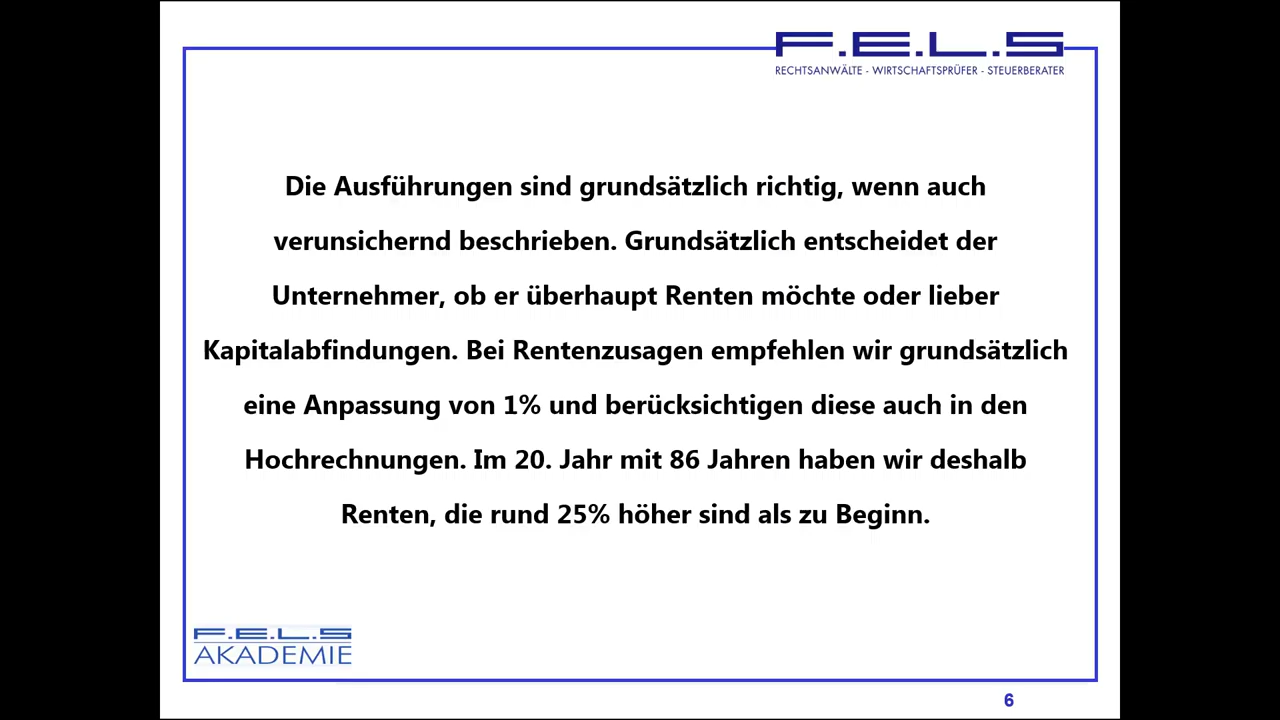 F.E.L.S
RECHTSANWÄLTE - WIRTSCHAFTSPRÜFER - STEUERBERATER
Die Ausführungen sind grundsätzlich richtig, wenn auch
verunsichernd beschrieben. Grundsätzlich entscheidet der
Unternehmer, ob er überhaupt Renten möchte oder lieber
Kapitalabfindungen. Bei Rentenzusagen empfehlen wir grundsätzlich
eine Anpassung von 1% und berücksichtigen diese auch in den
Hochrechnungen. Im 20. Jahr mit 86 Jahren haben wir deshalb
Renten, die rund 25% höher sind als zu Beginn.
F.E.L.S
AKADEMIE
6